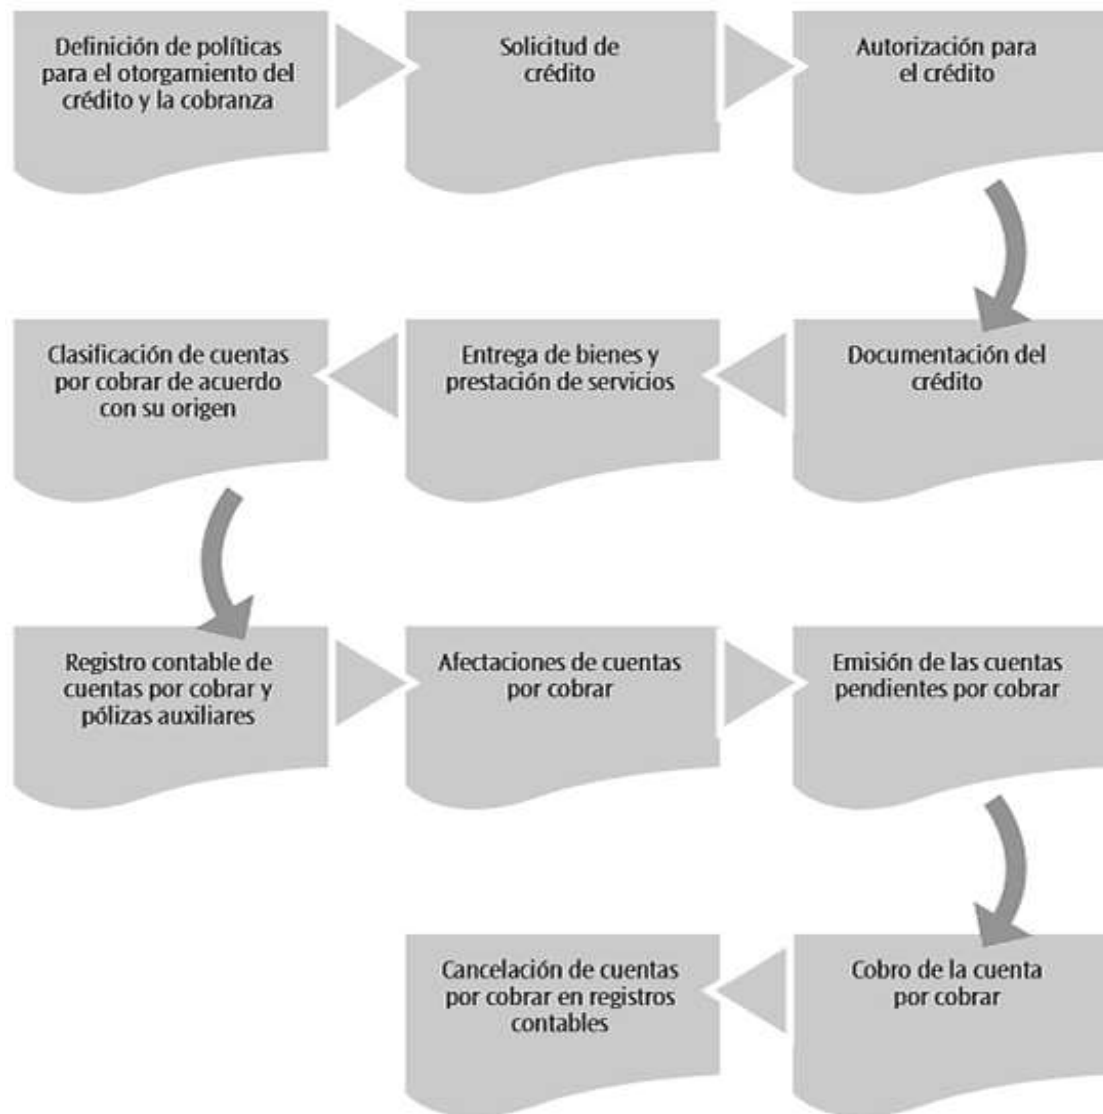 Definición de políticas
para el otorgamiento del
crédito y la cobranza
Solicitud de
crédito
Autorización para
el crédito
Documentación del
crédito
Entrega de bienes y
prestación de servicios
Clasificación de cuentas
por cobrar de acuerdo
con su origen
Registro contable de
cuentas por cobrar y
pólizas auxiliares
Afectaciones de cuentas
por cobrar
Emisión de las cuentas
pendientes por cobrar
Cobro de la cuenta
por cobrar
Cancelación de cuentas
por cobrar en registros
contables